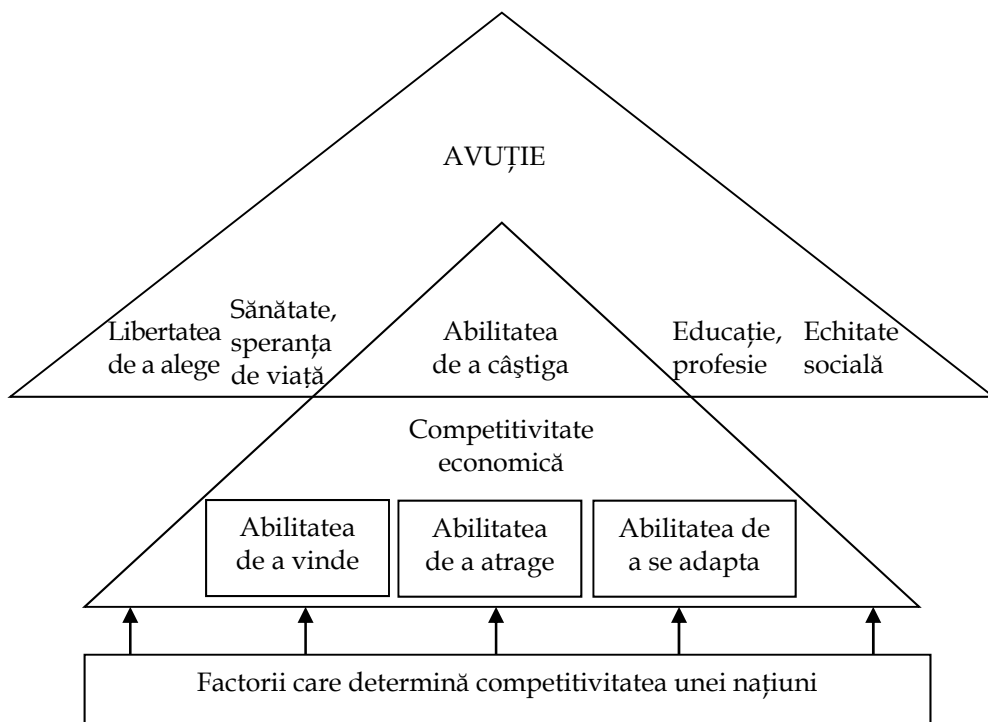 AVUȚIE
Libertatea
de a alege
Sănătate,
speranța
de viață
Abilitatea
de a câştiga
Educație,
profesie
Echitate
socială
Competitivitate
economică
Abilitatea
de a vinde
Abilitatea
de a atrage
Abilitatea de
a se adapta
Factorii care determină competitivitatea unei națiuni